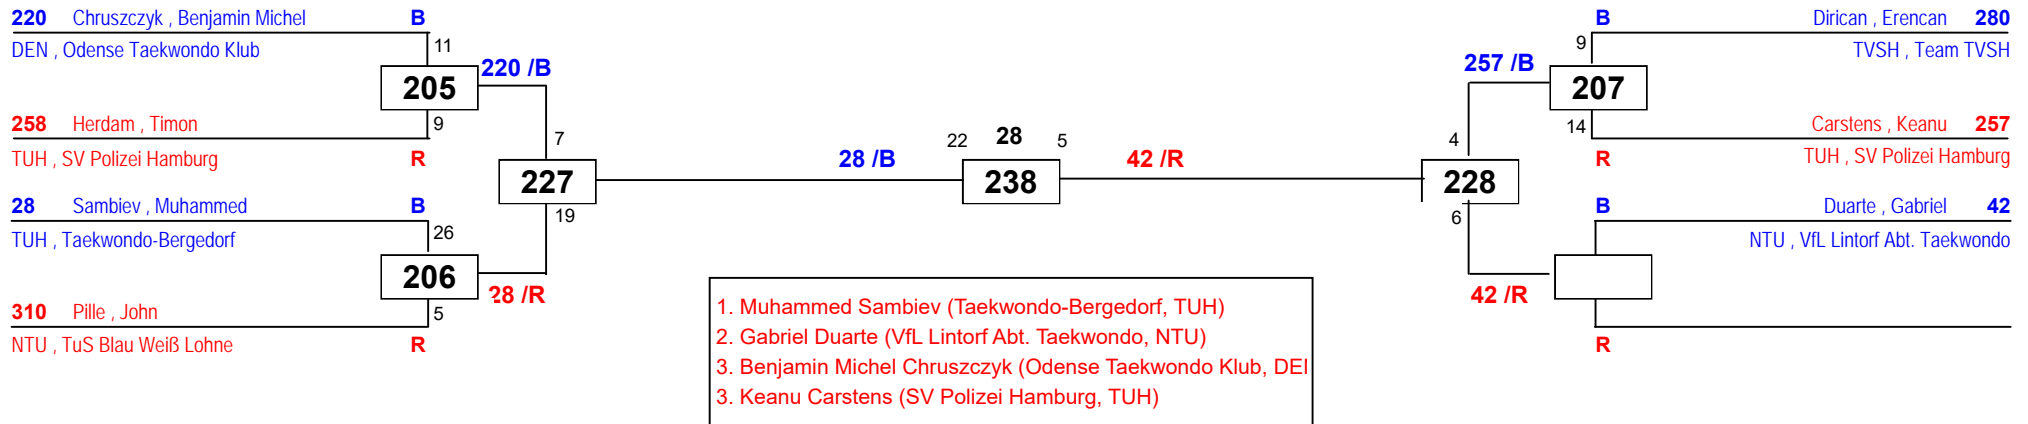 220 Chruszczyk , Benjamin Michel B
DEN , Odense Taekwondo Klub
11
205
220 /B
9
258 Herdam , Timon
TUH , SV Polizei Hamburg R
7
227
19
28 Sambiev , Muhammed B
TUH , Taekwondo-Bergedorf
26
206
28 /R
5
310 Pille , John
NTU , TuS Blau Weiß Lohne R
28 /B
22 28 5
238
42 /R
B Dirican , Erencan 280
TVSH , Team TVSH
9
257 /B
207
14
Carstens , Keanu 257
R TUH , SV Polizei Hamburg
4
228
6
B Duarte , Gabriel 42
NTU , VfL Lintorf Abt. Taekwondo
42 /R
R
1. Muhammed Sambiev (Taekwondo-Bergedorf, TUH)
2. Gabriel Duarte (VfL Lintorf Abt. Taekwondo, NTU)
3. Benjamin Michel Chruszczyk (Odense Taekwondo Klub, DEI
3. Keanu Carstens (SV Polizei Hamburg, TUH)